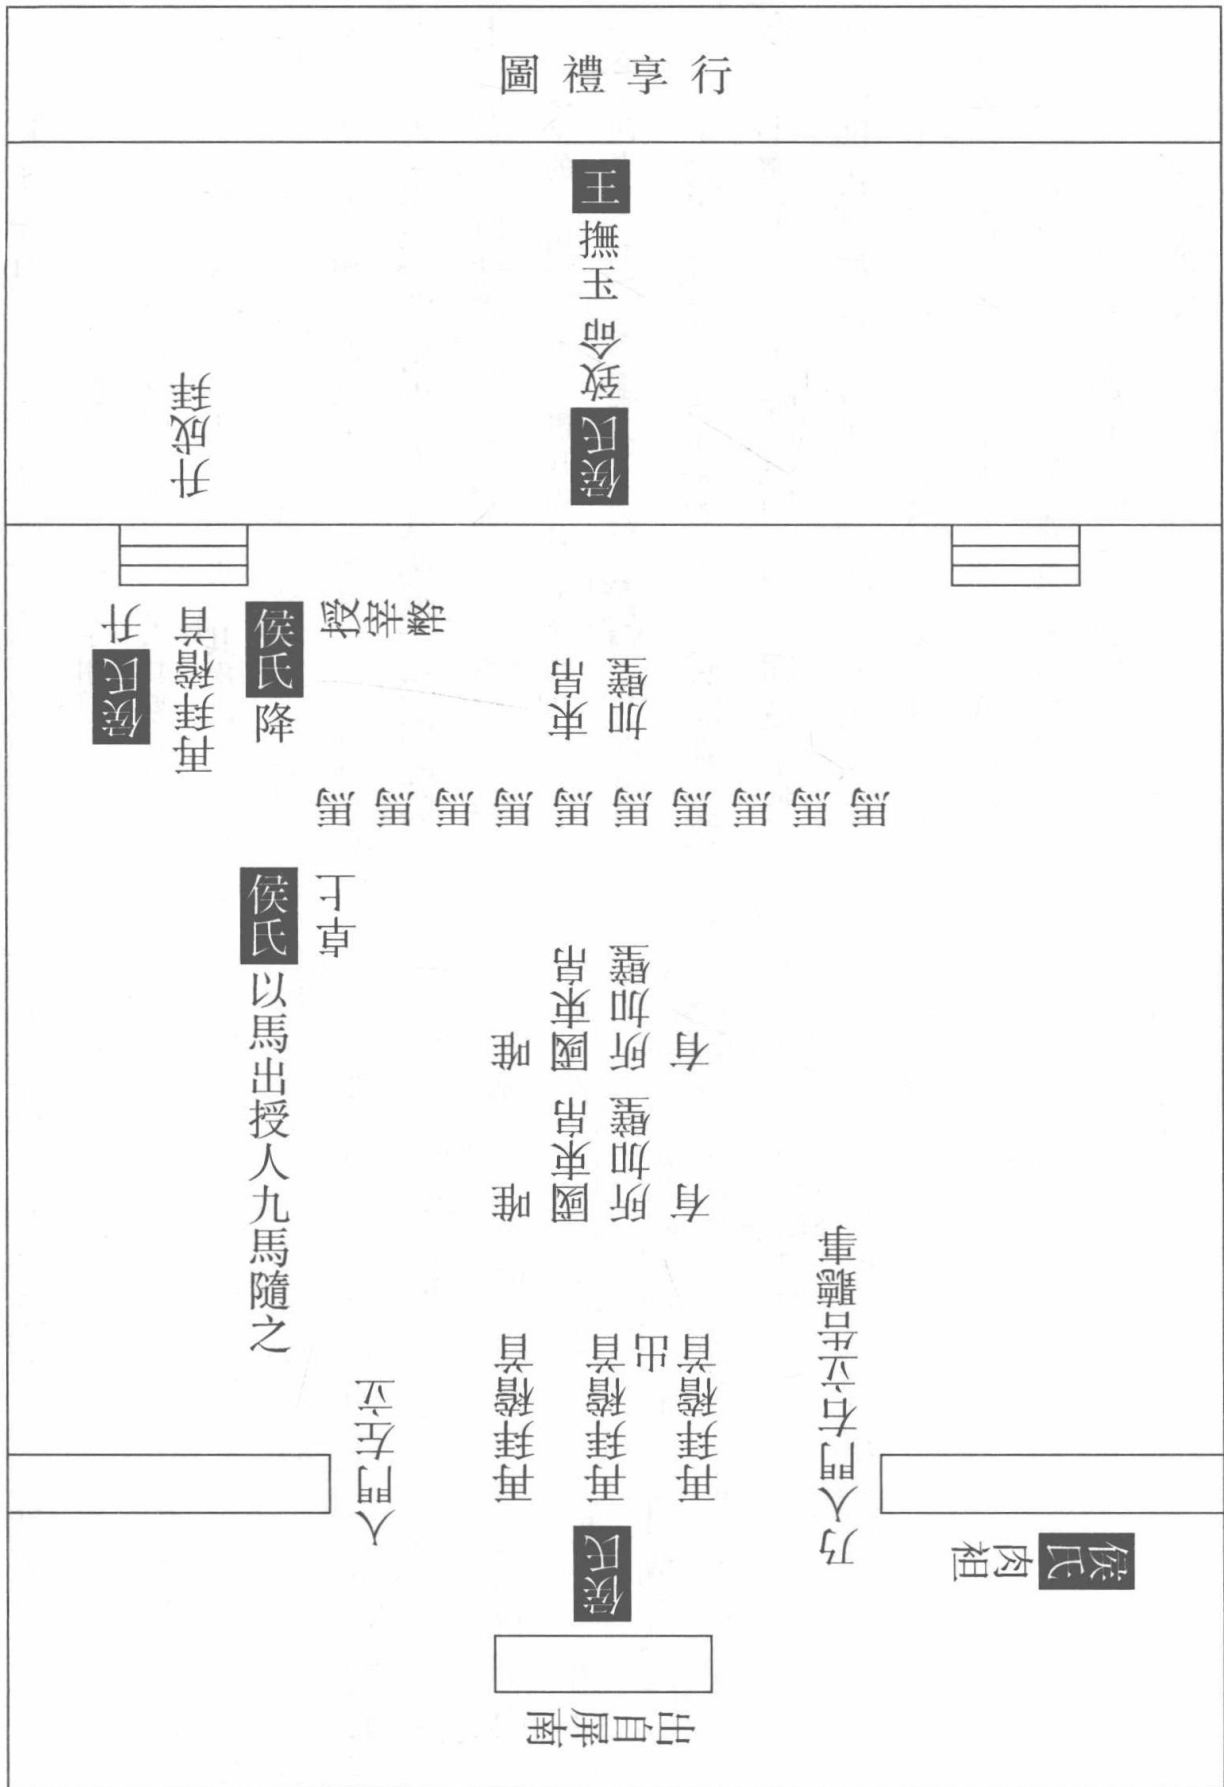 行享禮圖
王撫玉
侯氏致命
升成拜
侯氏升
再拜稽首
侯氏降
授宰幣
束帛加璧
馬馬馬馬馬馬馬馬馬馬
卓上
侯氏以馬出授人九馬隨之
束帛加璧
唯國所有
束帛加璧
唯國所有
再拜稽首
再拜稽首
出
再拜稽首
入門左立
乃入門右立告聽事
侯氏
侯氏肉袒
出自屏南